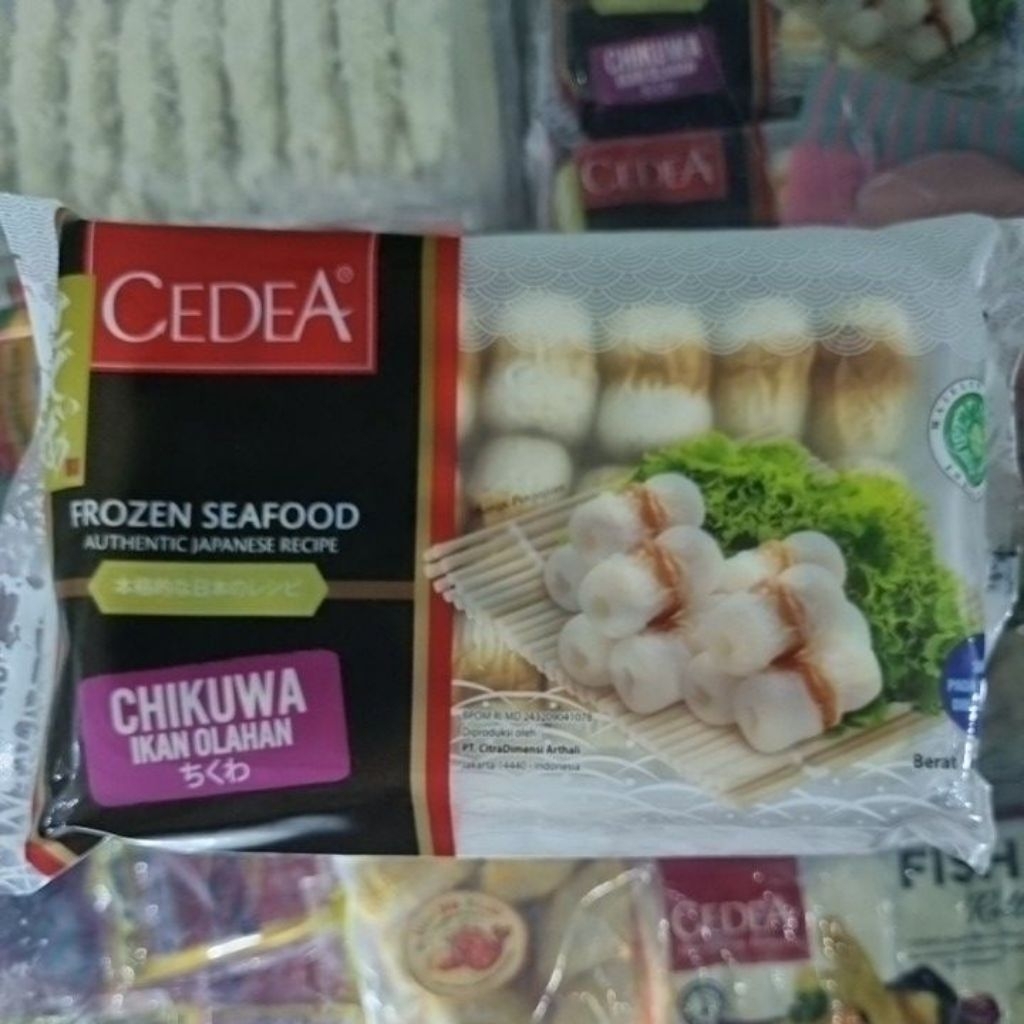 CHIKUWA
CEDEA
CEDEA®
FROZEN SEAFOOD
AUTHENTIC JAPANESE RECIPE
本格的な日本のレシピ
CHIKUWA
IKAN OLAHAN
ちくわ
Diproduksi oleh
PT. CitraDimensi Arthali
Jakarta 14440 - Indonesia
Berat
CEDEA
FISH